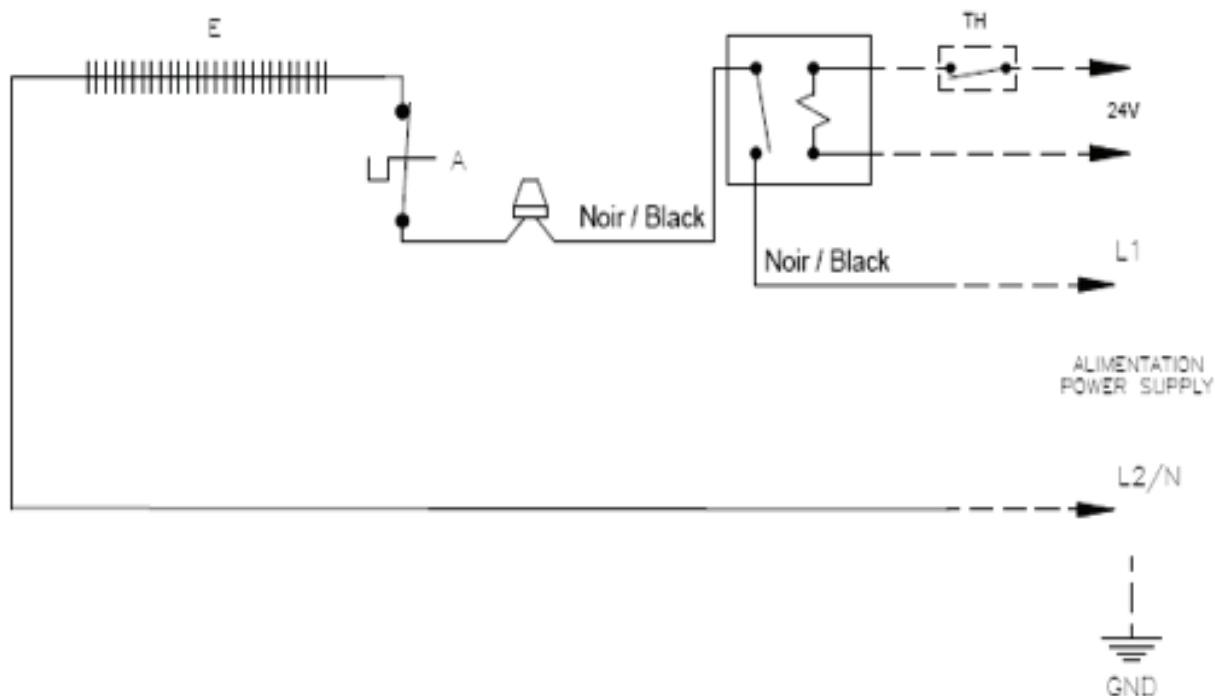 E
TH
24V
A
Noir / Black
Noir / Black
L1
ALIMENTATION
POWER SUPPLY
L2/N
GND